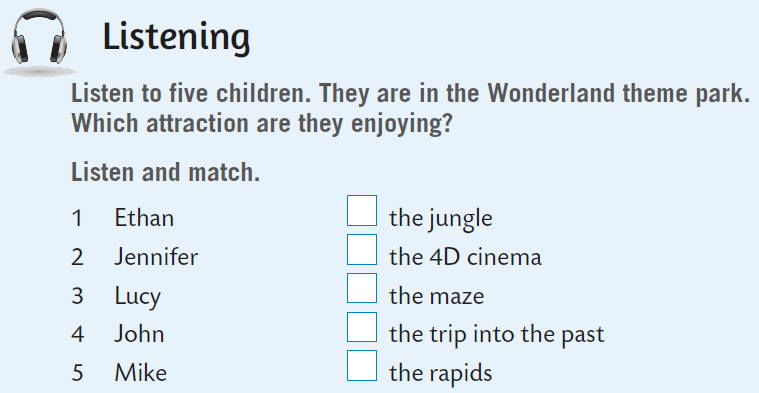 Listening
Listen to five children. They are in the Wonderland theme park.
Which attraction are they enjoying?
Listen and match.
1 Ethan the jungle
2 Jennifer the 4D cinema
3 Lucy the maze
4 John the trip into the past
5 Mike the rapids